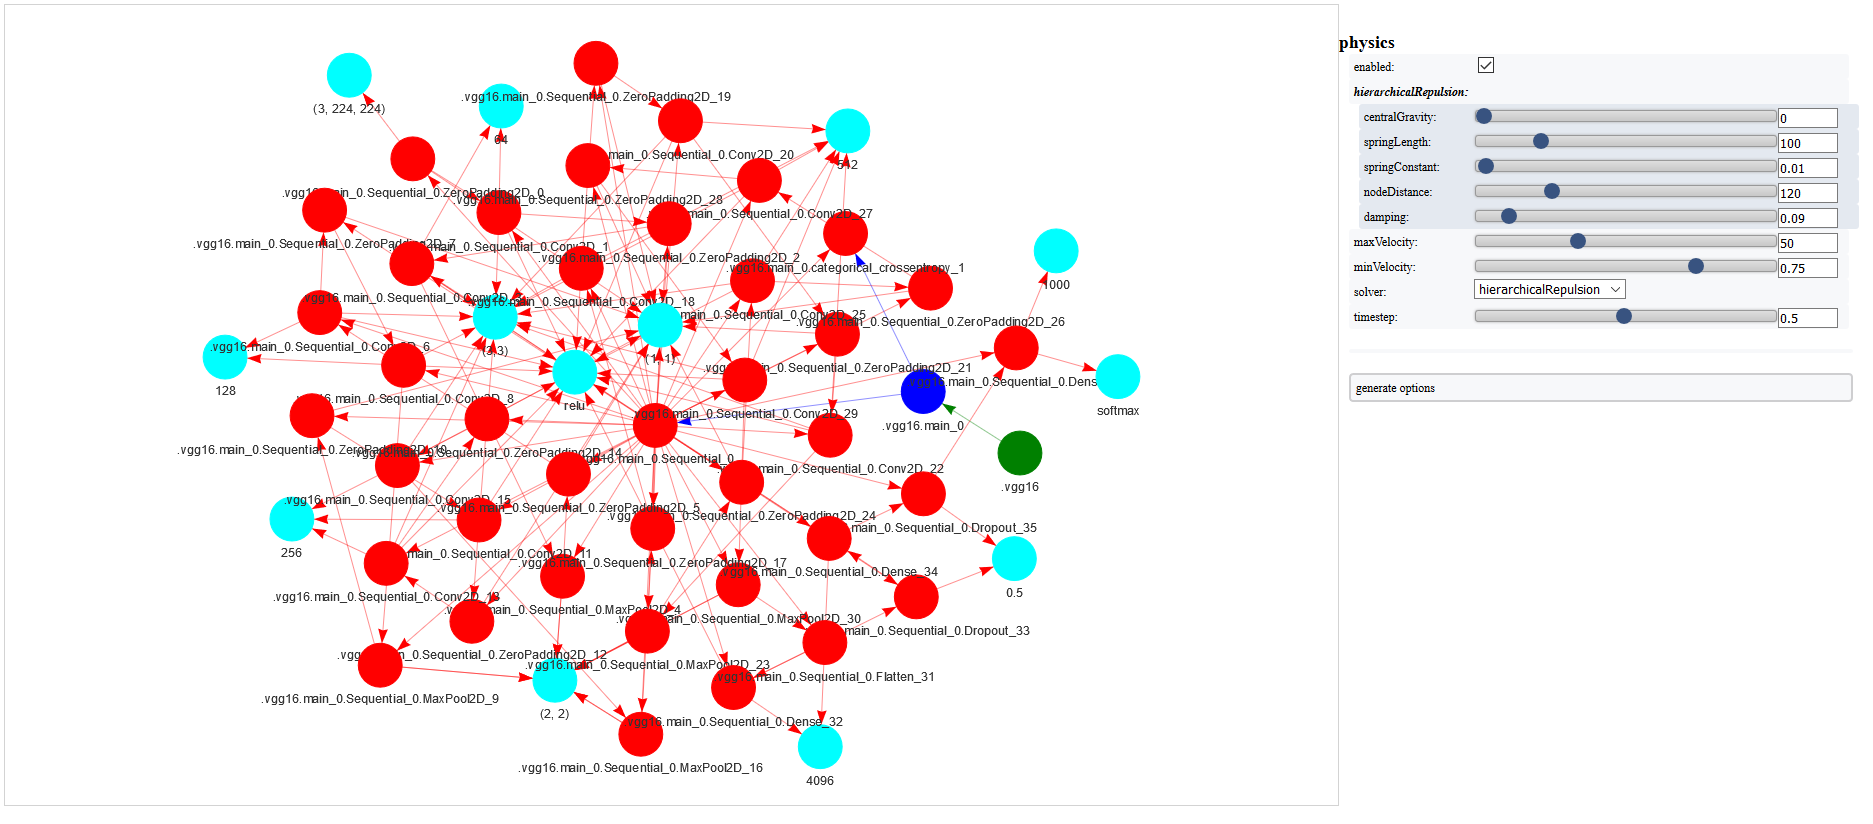 (3, 224, 224)
.vgg16.main_0.Sequential_0.ZeroPadding2D_19
64
main_0.Sequential_0.Conv2D_20
512
.vgg16.main_0.Sequential_0.ZeroPadding2D_0
.vgg16.main_0.Sequential_0.ZeroPadding2D_28
main_0.Sequential_0.Conv2D_27
.vgg16.main_0.Sequential_0.ZeroPadding2D_7
main_0.Sequential_0.Conv2D_1
.vgg16.main_0.Sequential_0.ZeroPadding2D_2
.vgg16.main_0.categorical_crossentropy_1
1000
.vgg16.main_0.Sequential_0.Conv2D
.vgg16.main_0.Sequential_0.Conv2D_18
main_0.Sequential_0.Conv2D_25
.vgg16.main_0.Sequential_0.ZeroPadding2D_26
.vgg16.main_0.Sequential_0.Conv2D_6
(3, 3)
(1, 1)
.vgg16.main_0.Sequential_0.ZeroPadding2D_21
.vgg16.main_0.Sequential_0.Dens
128
.vgg16.main_0.Sequential_0.Conv2D_8
relu
.vgg16.main_0.Sequential_0.Conv2D_29
.vgg16.main_0
softmax
.vgg16.main_0.Sequential_0.ZeroPadding2D_10
.vgg16.main_0.Sequential_0.ZeroPadding2D_14
.vgg16.main_0.Sequential_0
.vgg16.main_0.Sequential_0.Conv2D_22
.vgg16
.vgg16.main_0.Sequential_0.Conv2D_15
.vgg16.main_0.Sequential_0.ZeroPadding2D_5
.vgg16.main_0.Sequential_0.ZeroPadding2D_24
main_0.Sequential_0.Dropout_35
256
main_0.Sequential_0.Conv2D_11
.vgg16.main_0.Sequential_0.ZeroPadding2D_17
.vgg16.main_0.Sequential_0.Dense_34
0.5
.vgg16.main_0.Sequential_0.Conv2D_13
.vgg16.main_0.Sequential_0.MaxPool2D_4
.vgg16.main_0.Sequential_0.MaxPool2D_30
main_0.Sequential_0.Dropout_33
.vgg16.main_0.Sequential_0.ZeroPadding2D_12
.vgg16.main_0.Sequential_0.MaxPool2D_23
.vgg16.main_0.Sequential_0.Flatten_31
.vgg16.main_0.Sequential_0.MaxPool2D_9
(2, 2)
.vgg16.main_0.Sequential_0.Dense_32
.vgg16.main_0.Sequential_0.MaxPool2D_16
4096
physics
enabled:
hierarchicalRepulsion:
centralGravity: 0
springLength: 100
springConstant: 0.01
nodeDistance: 120
damping: 0.09
maxVelocity: 50
minVelocity: 0.75
solver: hierarchicalRepulsion
timestep: 0.5
generate options